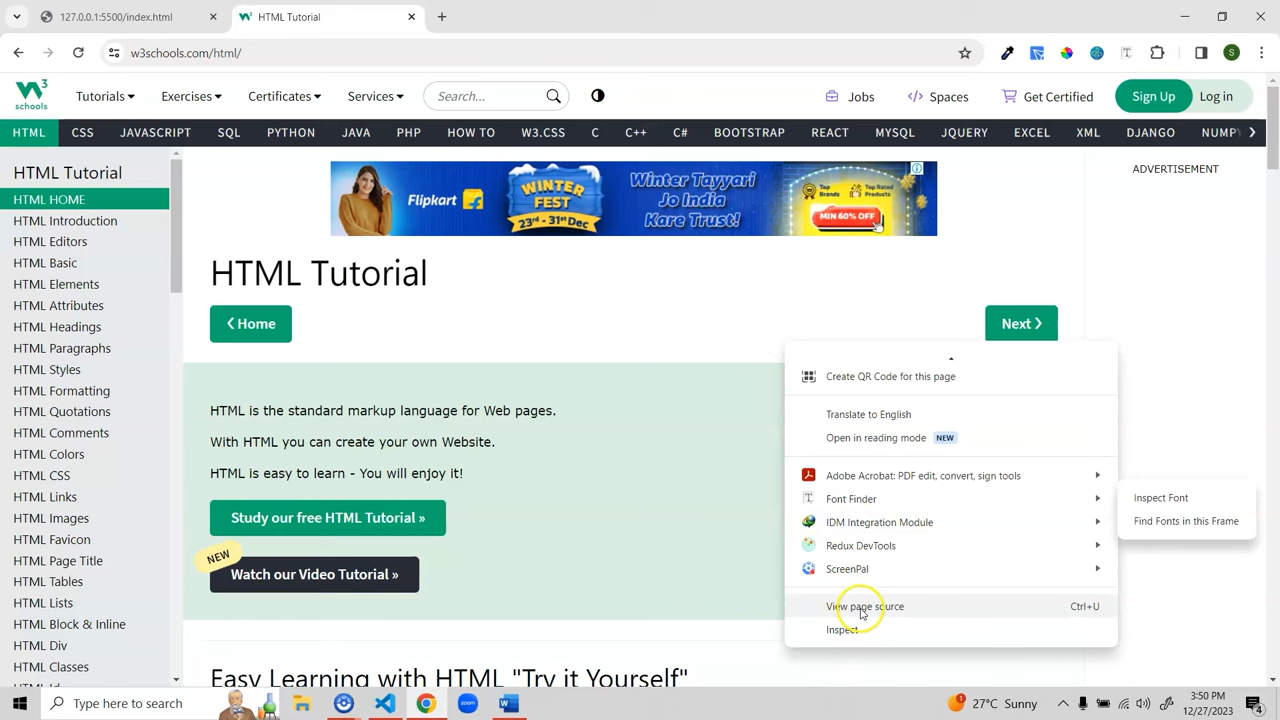 127.0.0.1:5500/index.html
HTML Tutorial
w3schools.com/html/
S
W 3
schools
Tutorials
Exercises
Certificates
Services
Search...
Jobs
Spaces
Get Certified
Sign Up
Log in
HTML CSS JAVASCRIPT SQL PYTHON JAVA PHP HOW TO W3.CSS C C++ C# BOOTSTRAP REACT MYSQL JQUERY EXCEL XML DJANGO NUMPY
HTML Tutorial
HTML HOME
HTML Introduction
HTML Editors
HTML Basic
HTML Elements
HTML Attributes
HTML Headings
HTML Paragraphs
HTML Styles
HTML Formatting
HTML Quotations
HTML Comments
HTML Colors
HTML CSS
HTML Links
HTML Images
HTML Favicon
HTML Page Title
HTML Tables
HTML Lists
HTML Block & Inline
HTML Div
HTML Classes
Flipkart
WINTER
FEST
23rd - 31st Dec
Winter Tayyari
Jo India
Kare Trust!
Top
Brands
Top
Rated
Products
MIN 60% OFF
ADVERTISEMENT
HTML Tutorial
❮ Home
Next ❯
HTML is the standard markup language for Web pages.
With HTML you can create your own Website.
HTML is easy to learn - You will enjoy it!
Study our free HTML Tutorial »
NEW
Watch our Video Tutorial »
Easy Learning with HTML "Try it Yourself"
Create QR Code for this page
Translate to English
Open in reading mode NEW
Adobe Acrobat: PDF edit, convert, sign tools
Font Finder
IDM Integration Module
Redux DevTools
ScreenPal
View page source Ctrl+U
Inspect
Inspect Font
Find Fonts in this Frame
Type here to search
zoom
1
27°C Sunny
3:50 PM
12/27/2023
4